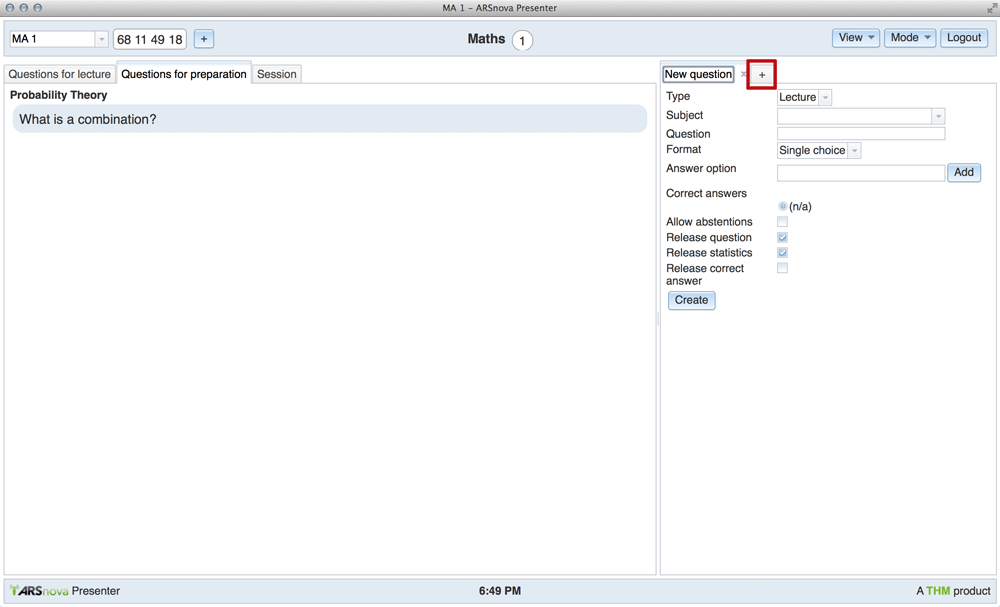 MA 1 – ARSnova Presenter
MA 1
68 11 49 18
+
Maths 1
View
Mode
Logout
Questions for lecture
Questions for preparation
Session
Probability Theory
What is a combination?
New question
×
+
Type
Lecture
Subject
Question
Format
Single choice
Answer option
Add
Correct answers
(n/a)
Allow abstentions
Release question
Release statistics
Release correct
answer
Create
ARSnova Presenter
6:49 PM
A THM product